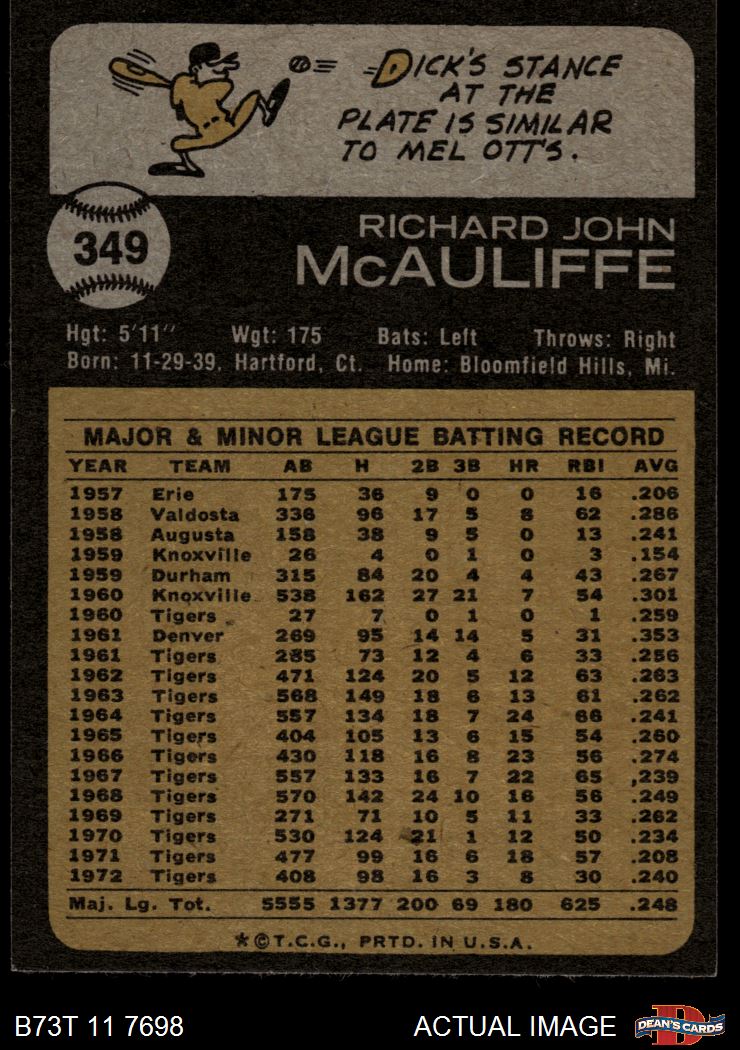 DICK'S STANCE
AT THE
PLATE IS SIMILAR
TO MEL OTT'S.
349
RICHARD JOHN
McAULIFFE
Hgt: 5'11" Wgt: 175 Bats: Left Throws: Right
Born: 11-29-39, Hartford, Ct. Home: Bloomfield Hills, Mi.
MAJOR & MINOR LEAGUE BATTING RECORD
YEAR TEAM AB H 2B 3B HR RBI AVG
1957 Erie 175 36 9 0 0 16 .206
1958 Valdosta 336 96 17 5 8 62 .286
1958 Augusta 158 38 9 5 0 13 .241
1959 Knoxville 26 4 0 1 0 3 .154
1959 Durham 315 84 20 4 4 43 .267
1960 Knoxville 538 162 27 21 7 54 .301
1960 Tigers 27 7 0 1 0 1 .259
1961 Denver 269 95 14 14 5 31 .353
1961 Tigers 285 73 12 4 6 33 .256
1962 Tigers 471 124 20 5 12 63 .263
1963 Tigers 568 149 18 6 13 61 .262
1964 Tigers 557 134 18 7 24 66 .241
1965 Tigers 404 105 13 6 15 54 .260
1966 Tigers 430 118 16 8 23 56 .274
1967 Tigers 557 133 16 7 22 65 ,239
1968 Tigers 570 142 24 10 16 56 .249
1969 Tigers 271 71 10 5 11 33 .262
1970 Tigers 530 124 21 1 12 50 .234
1971 Tigers 477 99 16 6 18 57 .208
1972 Tigers 408 98 16 3 8 30 .240
Maj. Lg. Tot. 5555 1377 200 69 180 625 .248
*©T.C.G., PRTD. IN U.S.A.
B73T 11 7698 ACTUAL IMAGE D DEAN'S CARDS